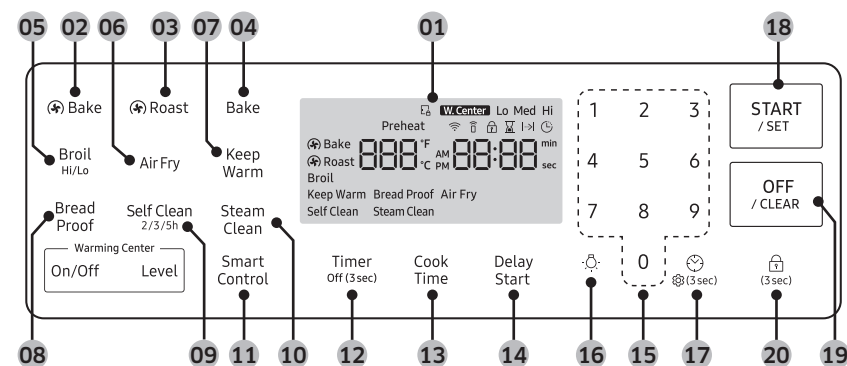 05 02 06 03 07 04 01 18
Bake Roast Bake
W.Center Lo Med Hi
Preheat
Bake 888 °F AM 88:88 min
Roast °C PM sec
Broil
Keep Warm Bread Proof Air Fry
Self Clean Steam Clean
1 2 3
START
/ SET
Broil
Hi/Lo
Air Fry
Keep
Warm
4 5 6
OFF
/ CLEAR
Bread
Proof
Self Clean
2/3/5h
Steam
Clean
7 8 9
Warming Center
On/Off Level
Smart
Control
Timer
Off (3 sec)
Cook
Time
Delay
Start
0
(3 sec)
(3 sec)
08 09 11 10 12 13 14 16 15 17 20 19